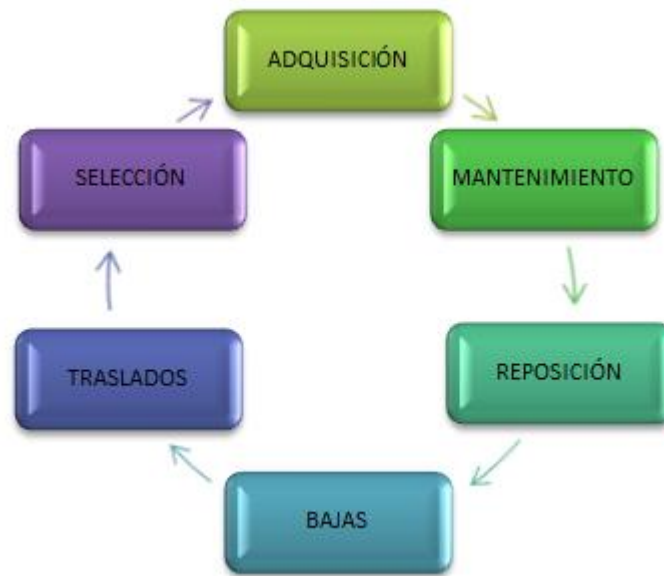 ADQUISICIÓN
MANTENIMIENTO
REPOSICIÓN
BAJAS
TRASLADOS
SELECCIÓN